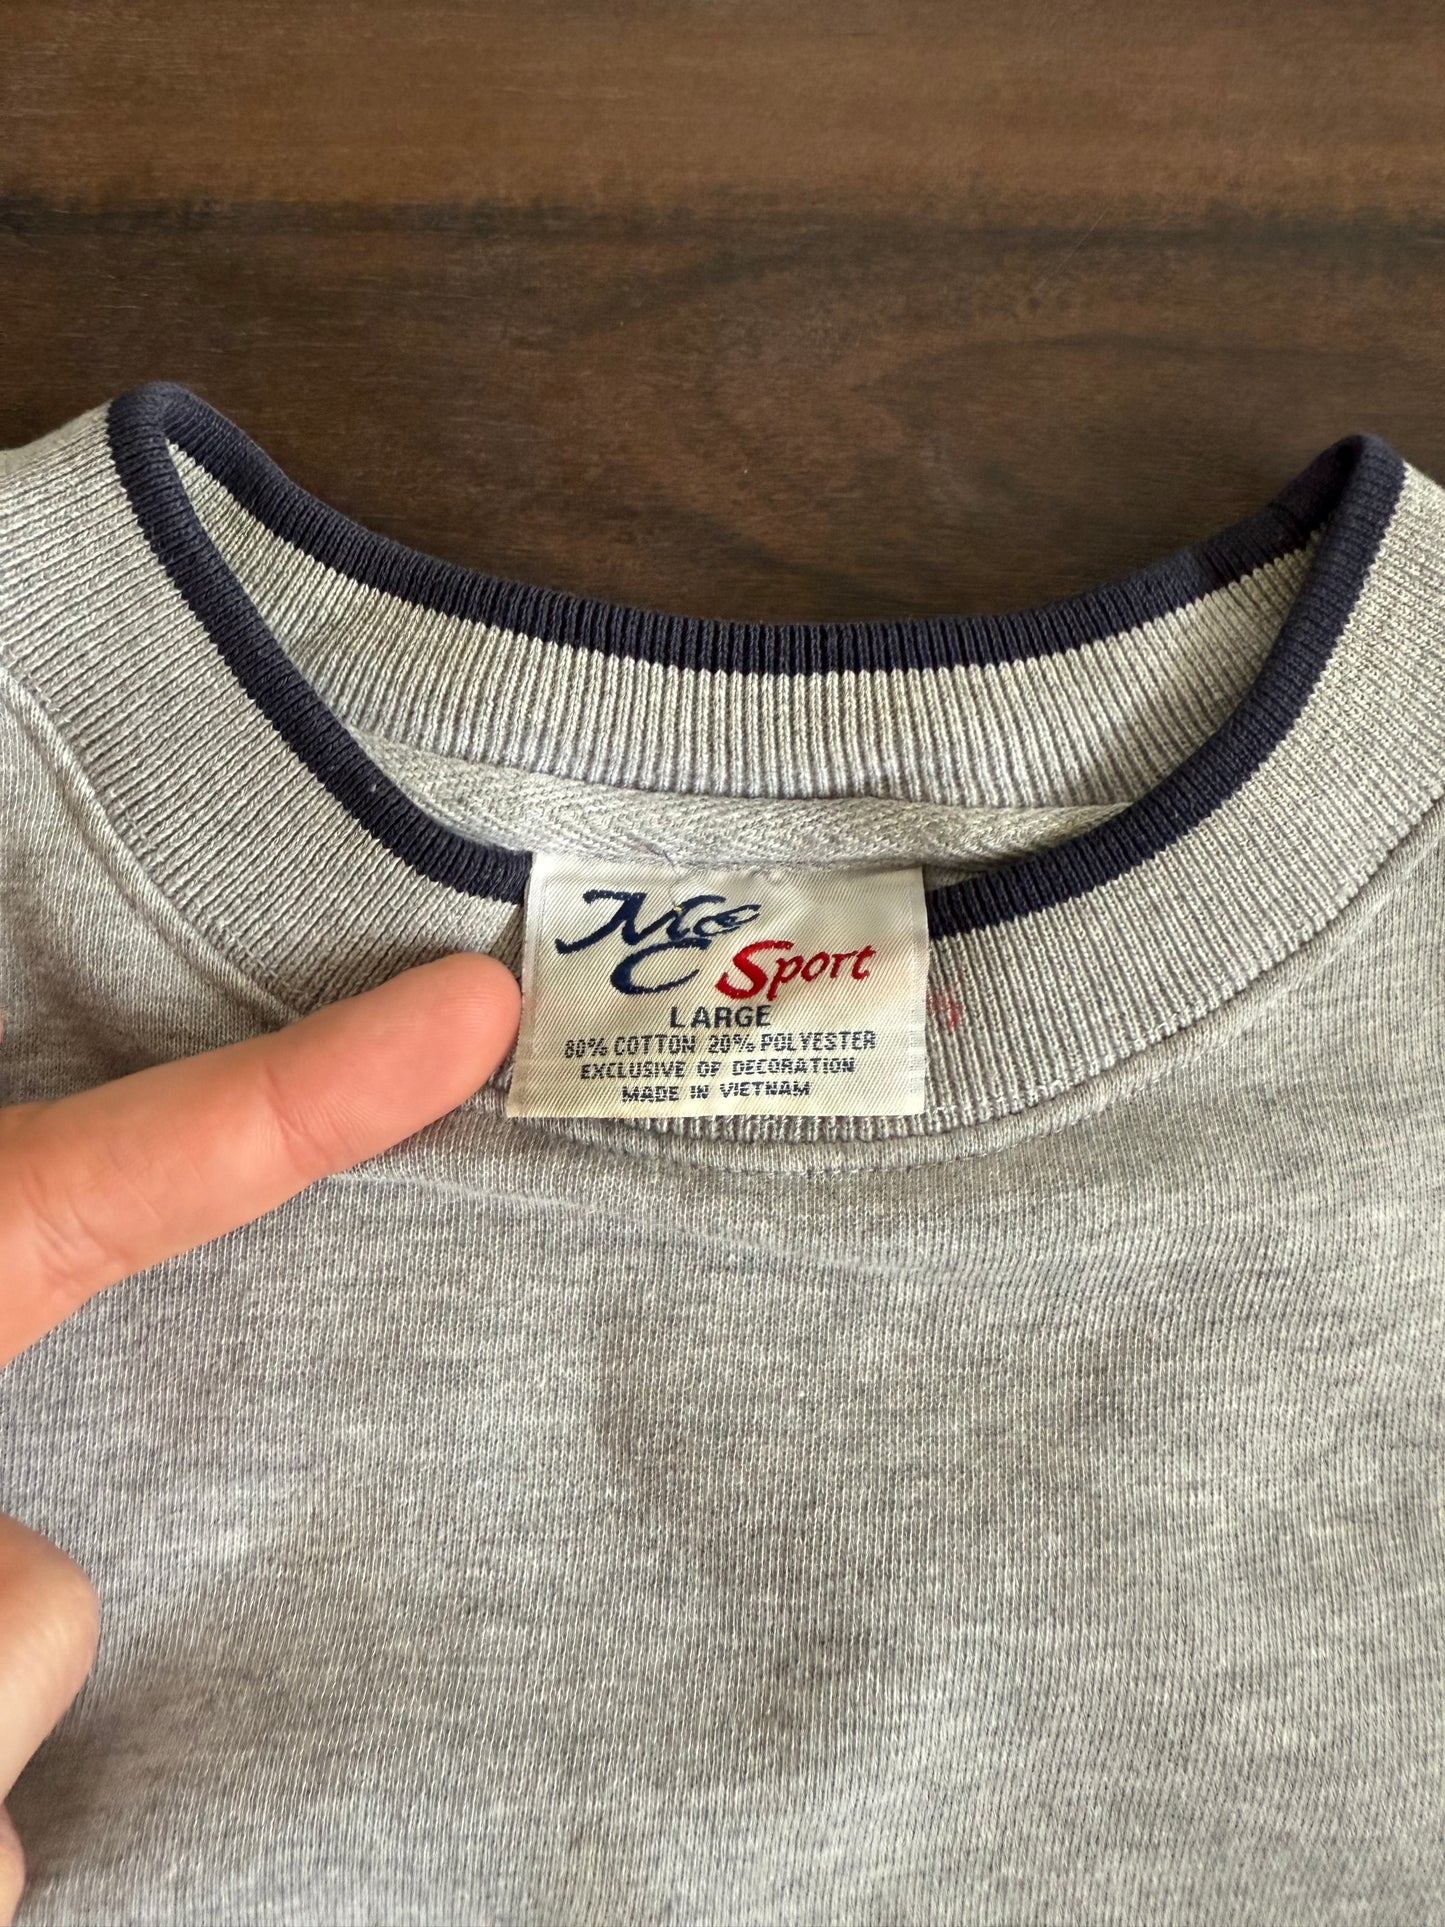 MC Sport
LARGE
80% COTTON 20% POLYESTER
EXCLUSIVE OF DECORATION
MADE IN VIETNAM